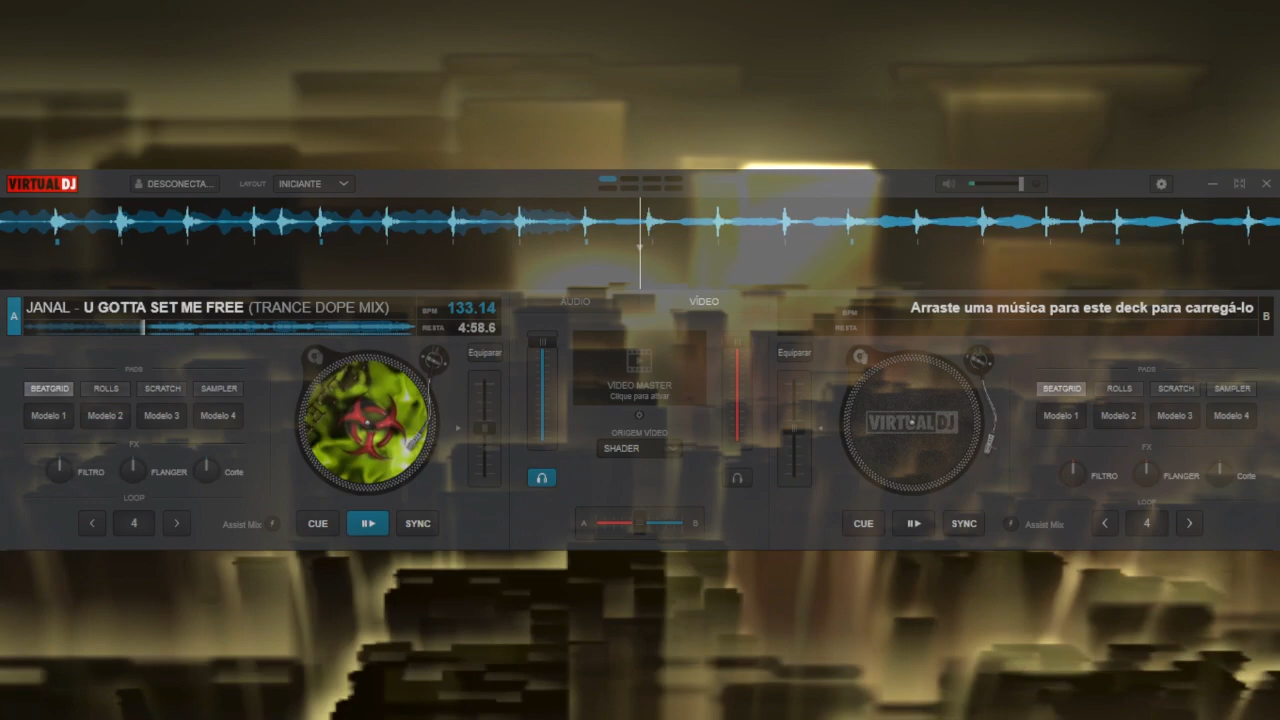 VIRTUALDJ
DESCONECTA...
LAYOUT
INICIANTE
A
JANAL - U GOTTA SET ME FREE (TRANCE DOPE MIX)
BPM 133.14
RESTA 4:58.6
ÁUDIO
VÍDEO
BPM
RESTA
Arraste uma música para este deck para carregá-lo
B
Equiparar
Equiparar
PADS
BEATGRID ROLLS SCRATCH SAMPLER
Modelo 1 Modelo 2 Modelo 3 Modelo 4
FX
FILTRO FLANGER Corte
LOOP
4
Assist Mix
CUE
SYNC
VIDEO MASTER
Clique para ativar
ORIGEM VÍDEO
SHADER
A B
VIRTUALDJ
PADS
BEATGRID ROLLS SCRATCH SAMPLER
Modelo 1 Modelo 2 Modelo 3 Modelo 4
FX
FILTRO FLANGER Corte
LOOP
CUE
SYNC
Assist Mix
4